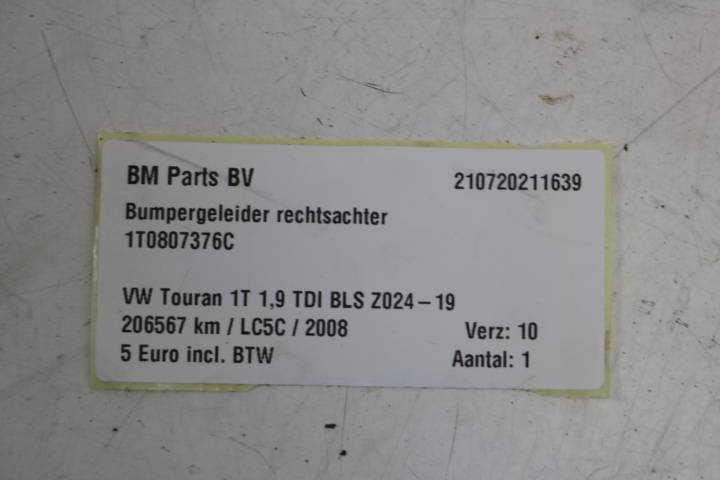 BM Parts BV 210720211639
Bumpergeleider rechtsachter
1T0807376C
VW Touran 1T 1,9 TDI BLS Z024-19
206567 km / LC5C / 2008 Verz: 10
5 Euro incl. BTW Aantal: 1